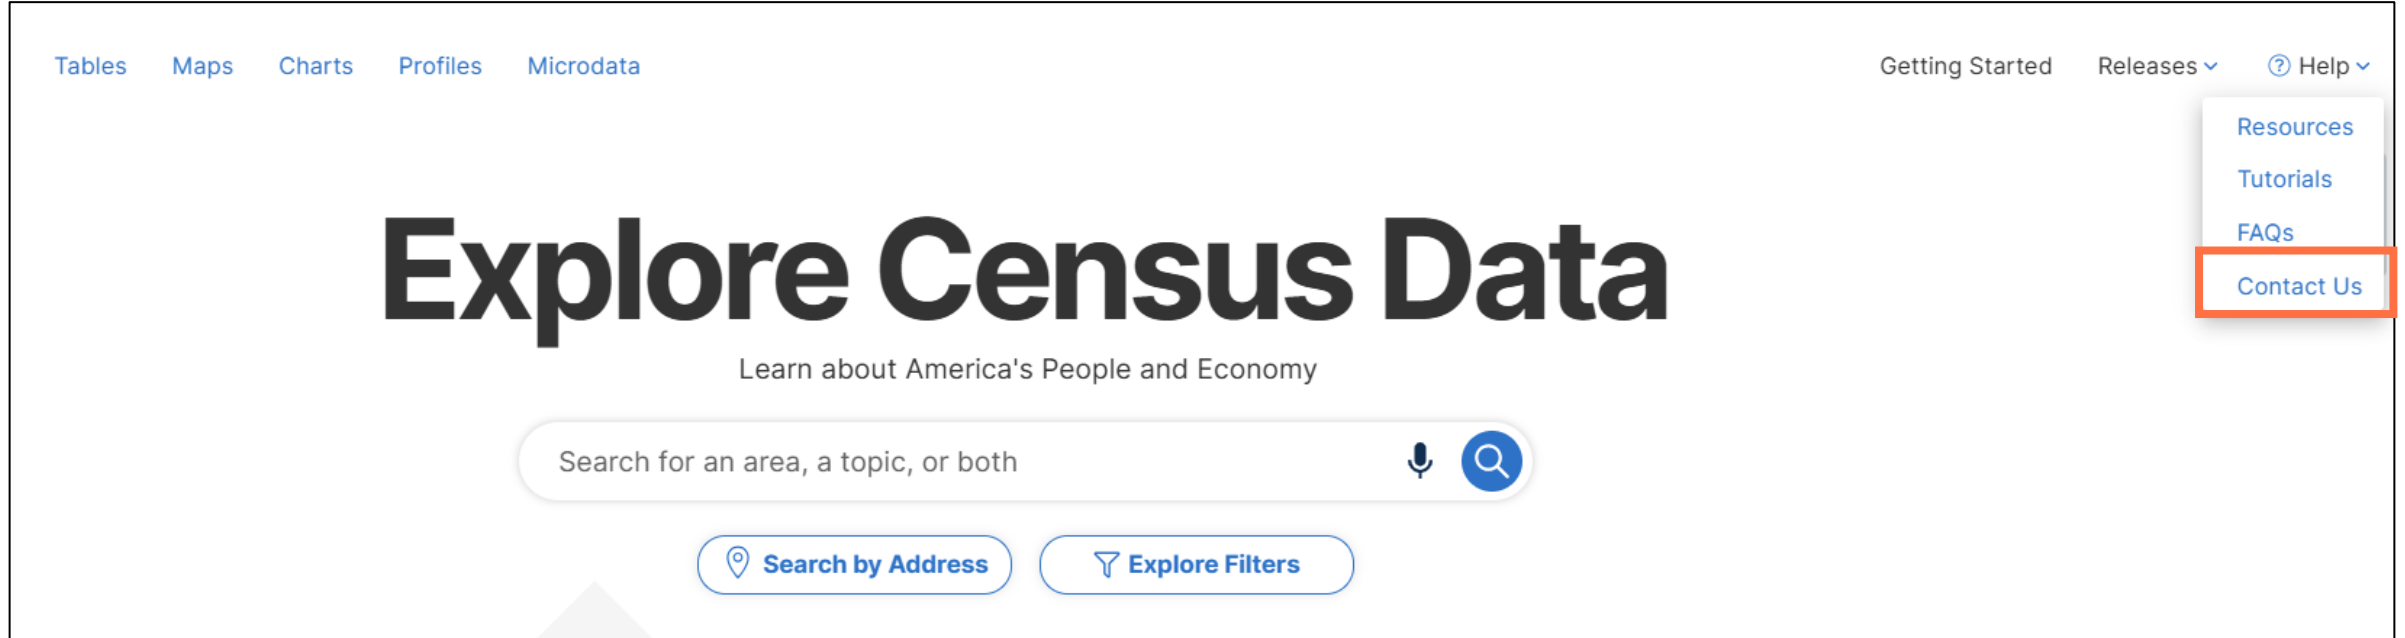 Tables Maps Charts Profiles Microdata Getting Started Releases Help
Resources
Tutorials
FAQs
Contact Us
Explore Census Data
Learn about America's People and Economy
Search for an area, a topic, or both
Search by Address Explore Filters